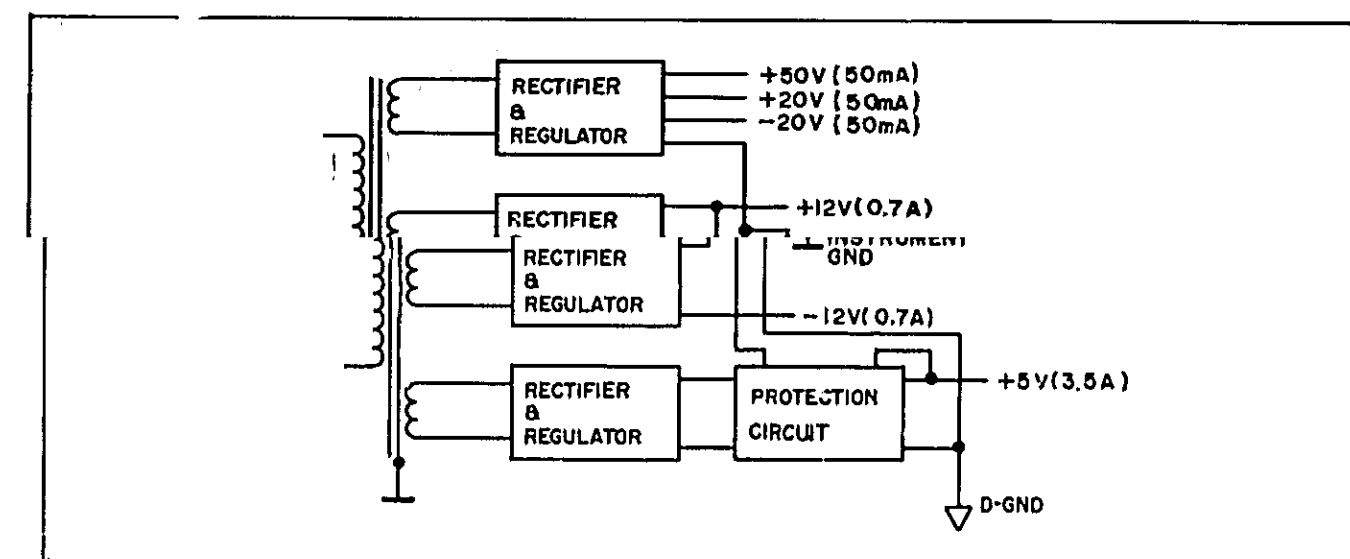 RECTIFIER
&
REGULATOR
+50V (50mA)
+20V (50mA)
-20V (50mA)
RECTIFIER
+12V (0.7A)
INSTRUMENT
GND
RECTIFIER
&
REGULATOR
-12V (0.7A)
RECTIFIER
&
REGULATOR
PROTECTION
CIRCUIT
+5V (3.5A)
D-GND